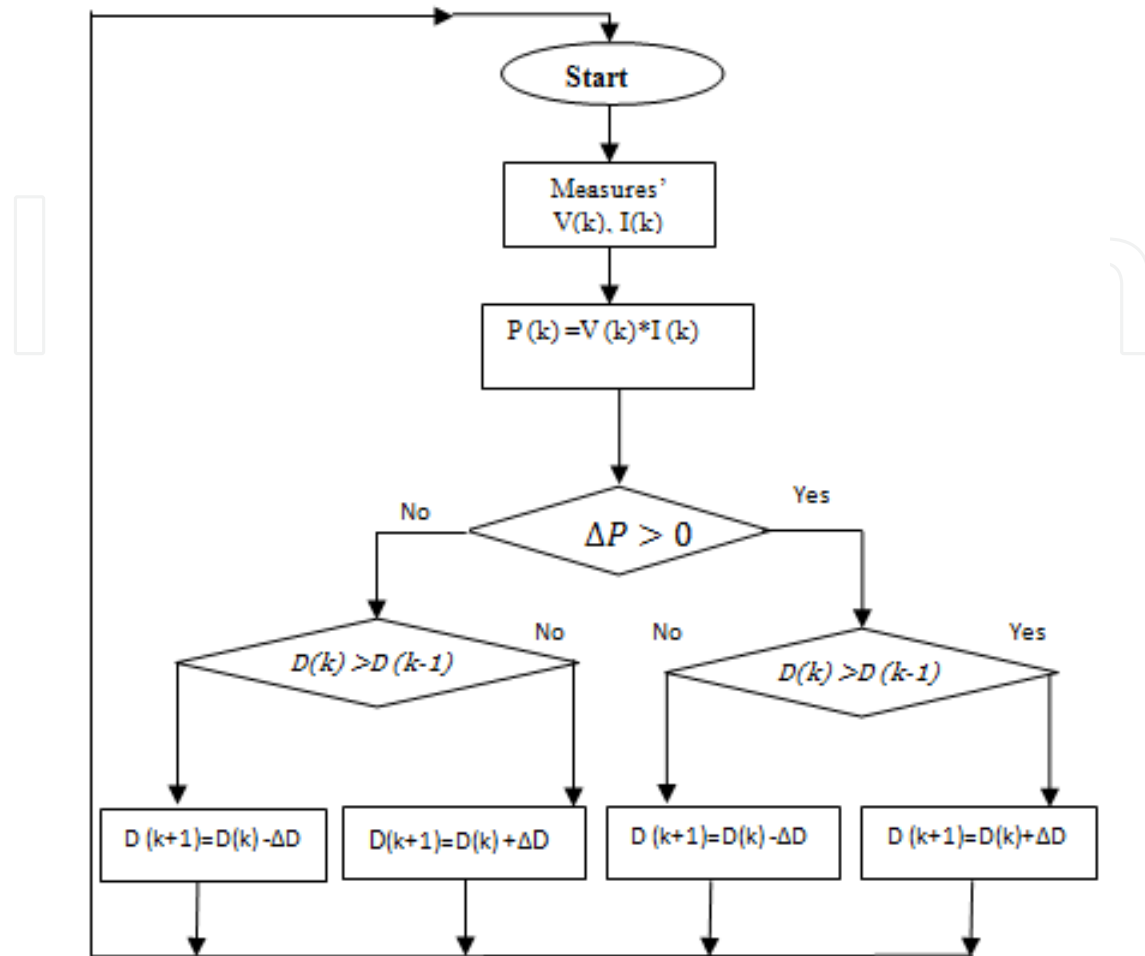 Start
Measures’
V(k), I(k)
P (k) =V (k)*I (k)
No
Yes
ΔP > 0
No
No
Yes
D(k) >D (k-1)
D(k) >D (k-1)
D (k+1)=D(k) -ΔD
D(k+1)=D(k) +ΔD
D (k+1)=D(k) -ΔD
D (k+1)=D(k)+ΔD